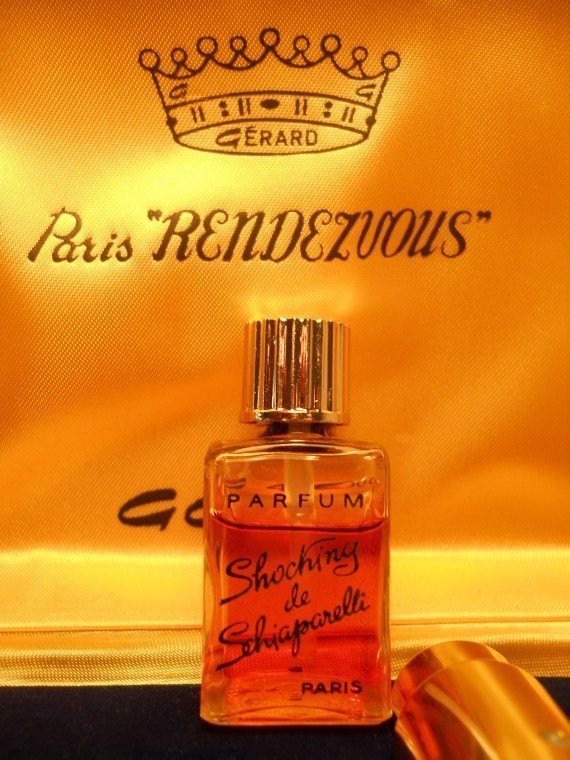 G G
GÉRARD
Paris "RENDEZVOUS"
PARFUM
Shocking
de
Schiaparelli
PARIS